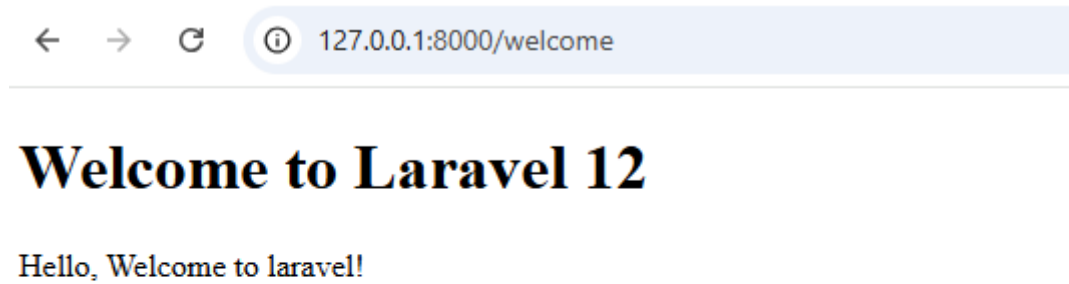 127.0.0.1:8000/welcome
Welcome to Laravel 12
Hello, Welcome to laravel!